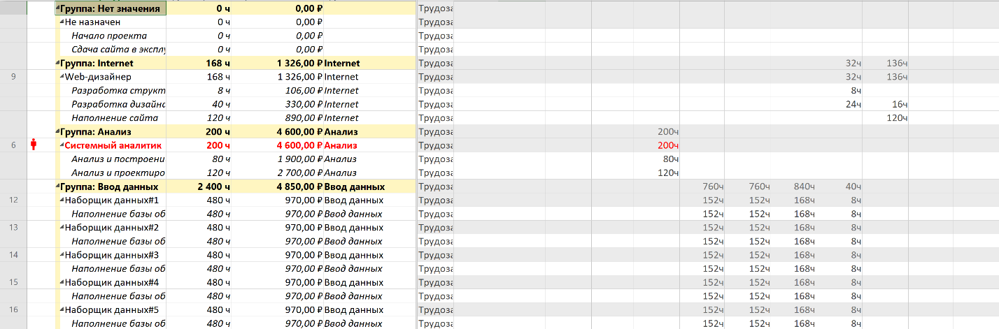 Группа: Нет значения 0 ч 0,00 ₽ Трудоза
Не назначен 0 ч 0,00 ₽ Трудоза
Начало проекта 0 ч 0,00 ₽ Трудоза
Сдача сайта в экспл 0 ч 0,00 ₽ Трудоза
Группа: Internet 168 ч 1 326,00 ₽ Internet Трудоза 32ч 136ч
9 Web-дизайнер 168 ч 1 326,00 ₽ Internet Трудоза 32ч 136ч
Разработка структ 8 ч 106,00 ₽ Internet Трудоза 8ч
Разработка дизайна 40 ч 330,00 ₽ Internet Трудоза 24ч 16ч
Наполнение сайта 120 ч 890,00 ₽ Internet Трудоза 120ч
Группа: Анализ 200 ч 4 600,00 ₽ Анализ Трудоза 200ч
6 Системный аналитик 200 ч 4 600,00 ₽ Анализ Трудоза 200ч
Анализ и построени 80 ч 1 900,00 ₽ Анализ Трудоза 80ч
Анализ и проектиро 120 ч 2 700,00 ₽ Анализ Трудоза 120ч
Группа: Ввод данных 2 400 ч 4 850,00 ₽ Ввод данных Трудоза 760ч 760ч 840ч 40ч
12 Наборщик данных#1 480 ч 970,00 ₽ Ввод данных Трудоза 152ч 152ч 168ч 8ч
Наполнение базы об 480 ч 970,00 ₽ Ввод данных Трудоза 152ч 152ч 168ч 8ч
13 Наборщик данных#2 480 ч 970,00 ₽ Ввод данных Трудоза 152ч 152ч 168ч 8ч
Наполнение базы об 480 ч 970,00 ₽ Ввод данных Трудоза 152ч 152ч 168ч 8ч
14 Наборщик данных#3 480 ч 970,00 ₽ Ввод данных Трудоза 152ч 152ч 168ч 8ч
Наполнение базы об 480 ч 970,00 ₽ Ввод данных Трудоза 152ч 152ч 168ч 8ч
15 Наборщик данных#4 480 ч 970,00 ₽ Ввод данных Трудоза 152ч 152ч 168ч 8ч
Наполнение базы об 480 ч 970,00 ₽ Ввод данных Трудоза 152ч 152ч 168ч 8ч
16 Наборщик данных#5 480 ч 970,00 ₽ Ввод данных Трудоза 152ч 152ч 168ч 8ч
Наполнение базы об 480 ч 970,00 ₽ Ввод данных Трудоза 152ч 152ч 168ч 8ч